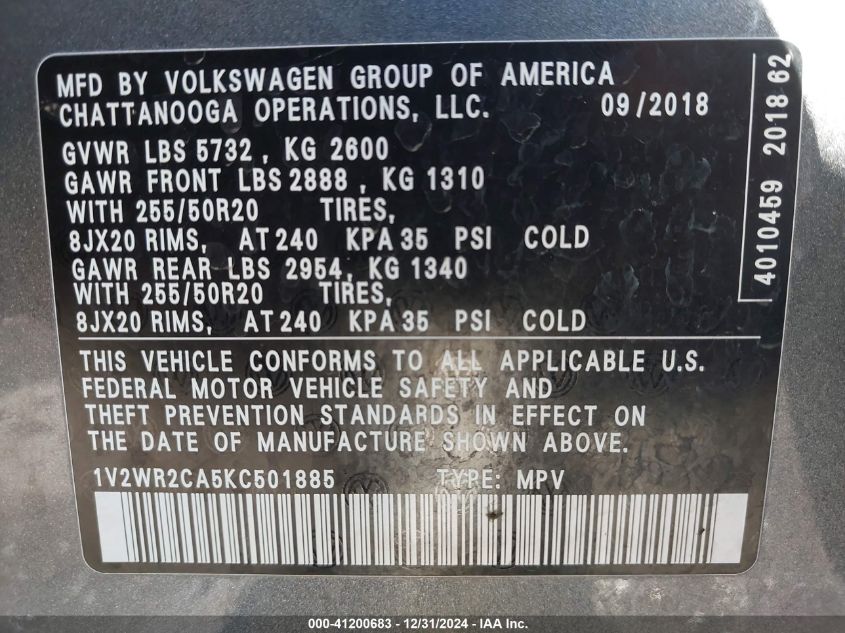 MFD BY VOLKSWAGEN GROUP OF AMERICA
CHATTANOOGA OPERATIONS, LLC. 09/2018
GVWR LBS 5732, KG 2600
GAWR FRONT LBS 2888, KG 1310
WITH 255/50R20 TIRES,
8JX20 RIMS, AT 240 KPA 35 PSI COLD
GAWR REAR LBS 2954, KG 1340
WITH 255/50R20 TIRES,
8JX20 RIMS, AT 240 KPA 35 PSI COLD
4010459 2018 62
THIS VEHICLE CONFORMS TO ALL APPLICABLE U.S.
FEDERAL MOTOR VEHICLE SAFETY AND
THEFT PREVENTION STANDARDS IN EFFECT ON
THE DATE OF MANUFACTURE SHOWN ABOVE.
1V2WR2CA5KC501885 TYPE: MPV
000-41200683 - 12/31/2024 - IAA Inc.